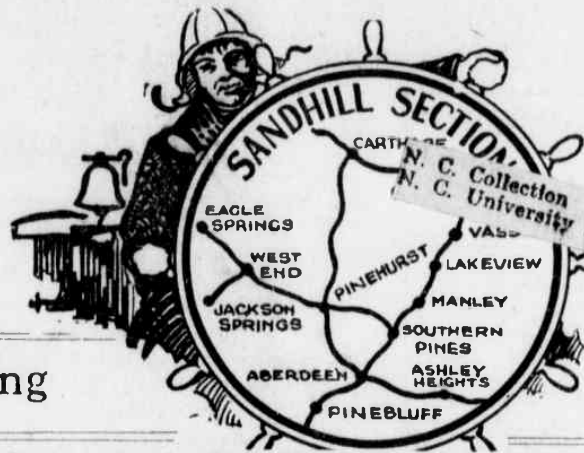 SANDHILL SECTION
CARTHAGE
N. C. Collection
N. C. University
EAGLE
SPRINGS
VASS
WEST
END
PINEHURST
LAKEVIEW
JACKSON
SPRINGS
MANLEY
SOUTHERN
PINES
ABERDEEN
ASHLEY
HEIGHTS
PINEBLUFF
ng